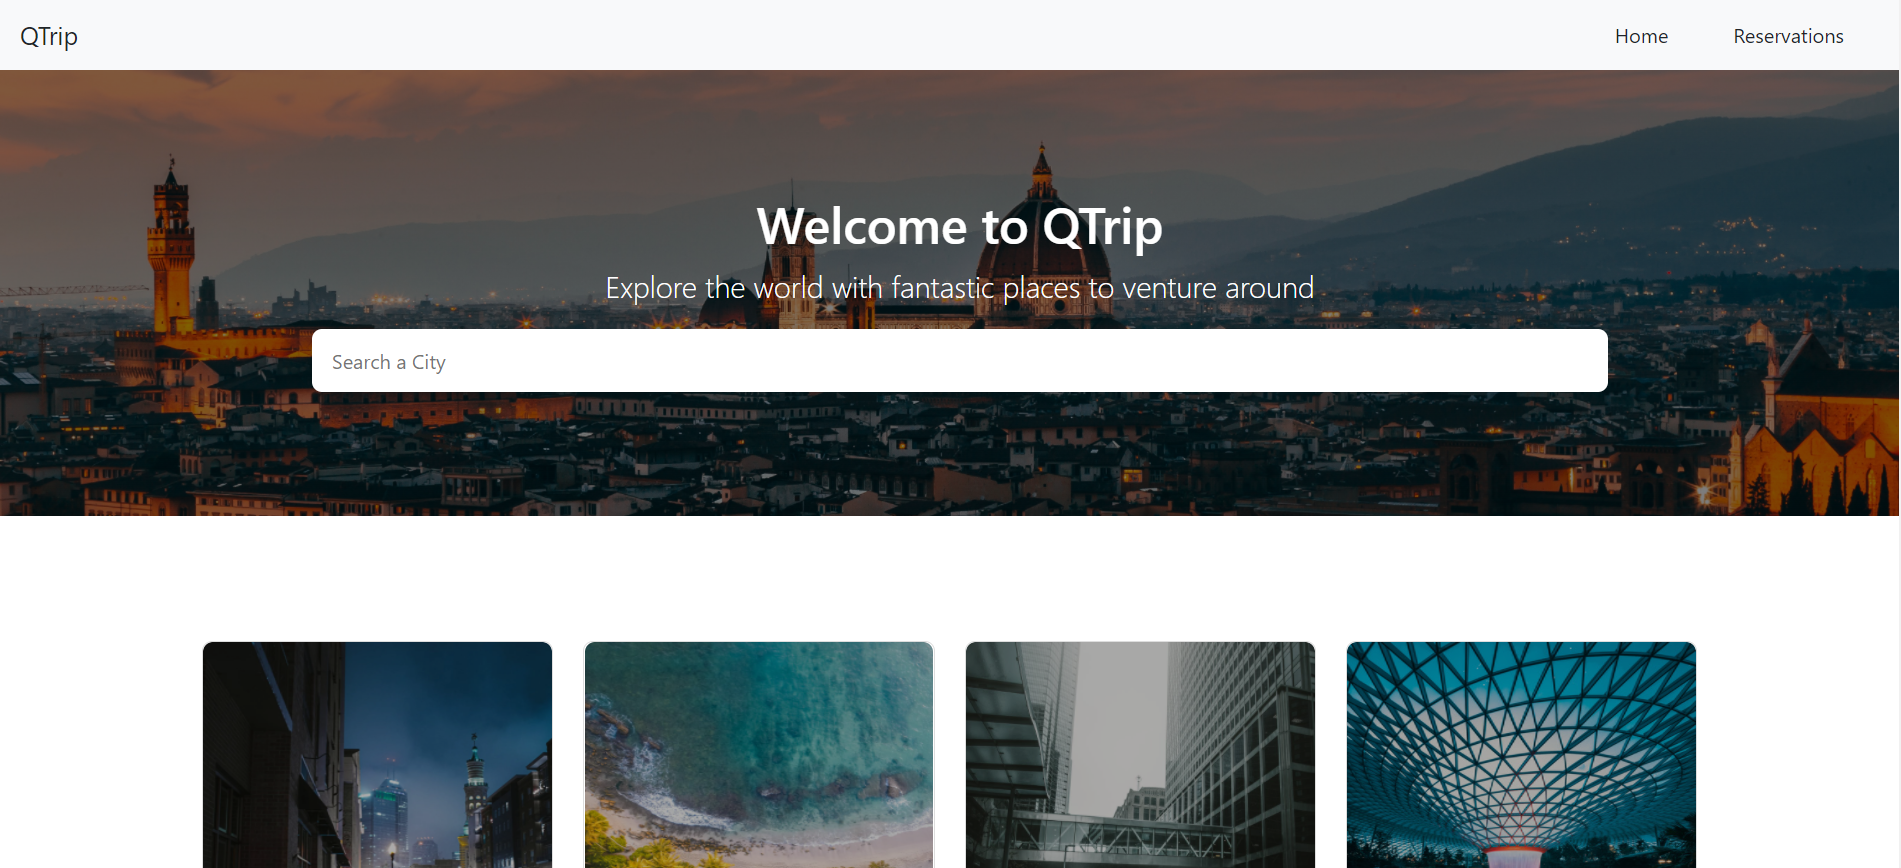 QTrip
Home
Reservations
Welcome to QTrip
Explore the world with fantastic places to venture around
Search a City